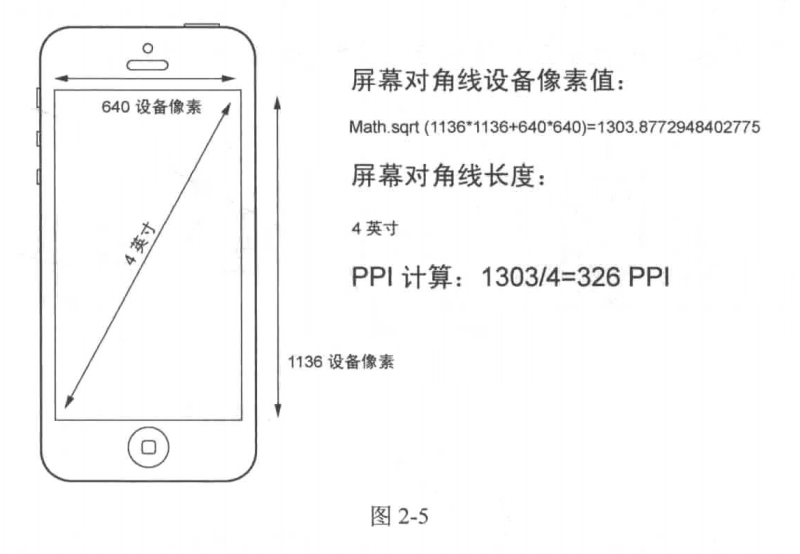 640 设备像素
4 英寸
1136 设备像素
屏幕对角线设备像素值：
Math.sqrt (1136*1136+640*640)=1303.8772948402775
屏幕对角线长度：
4 英寸
PPI 计算：1303/4=326 PPI
图 2-5